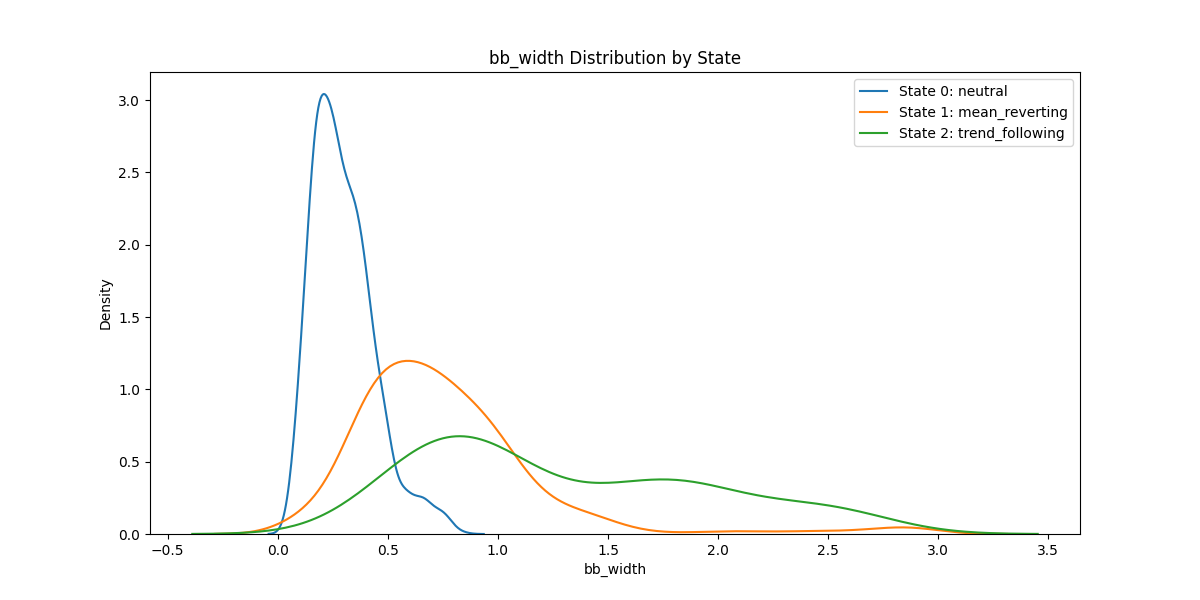 bb_width Distribution by State
State 0: neutral
State 1: mean_reverting
State 2: trend_following
Density
3.0
2.5
2.0
1.5
1.0
0.5
0.0
−0.5 0.0 0.5 1.0 1.5 2.0 2.5 3.0 3.5
bb_width